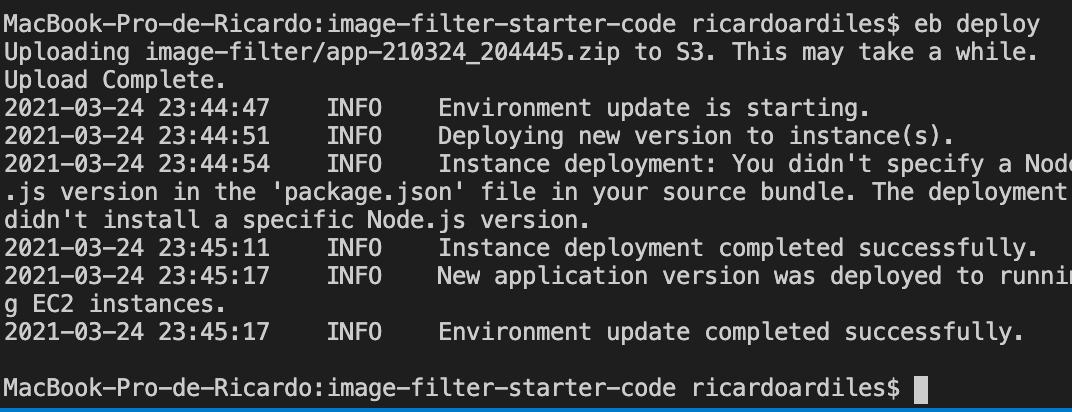 MacBook-Pro-de-Ricardo:image-filter-starter-code ricardoardiles$ eb deploy
Uploading image-filter/app-210324_204445.zip to S3. This may take a while.
Upload Complete.
2021-03-24 23:44:47    INFO    Environment update is starting.
2021-03-24 23:44:51    INFO    Deploying new version to instance(s).
2021-03-24 23:44:54    INFO    Instance deployment: You didn't specify a Node
.js version in the 'package.json' file in your source bundle. The deployment
didn't install a specific Node.js version.
2021-03-24 23:45:11    INFO    Instance deployment completed successfully.
2021-03-24 23:45:17    INFO    New application version was deployed to runnin
g EC2 instances.
2021-03-24 23:45:17    INFO    Environment update completed successfully.
MacBook-Pro-de-Ricardo:image-filter-starter-code ricardoardiles$